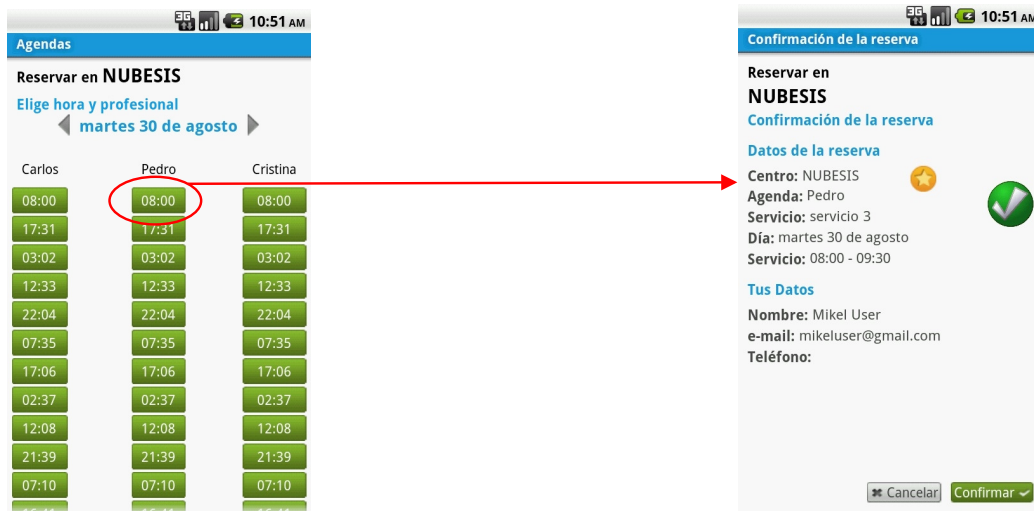 3G 10:51 AM
Agendas
Reservar en NUBESIS
Elige hora y profesional
martes 30 de agosto
Carlos Pedro Cristina
08:00 08:00 08:00
17:31 17:31 17:31
03:02 03:02 03:02
12:33 12:33 12:33
22:04 22:04 22:04
07:35 07:35 07:35
17:06 17:06 17:06
02:37 02:37 02:37
12:08 12:08 12:08
21:39 21:39 21:39
07:10 07:10 07:10
3G 10:51 AM
Confirmación de la reserva
Reservar en
NUBESIS
Confirmación de la reserva
Datos de la reserva
Centro: NUBESIS
Agenda: Pedro
Servicio: servicio 3
Día: martes 30 de agosto
Servicio: 08:00 - 09:30
Tus Datos
Nombre: Mikel User
e-mail: mikeluser@gmail.com
Teléfono:
Cancelar Confirmar